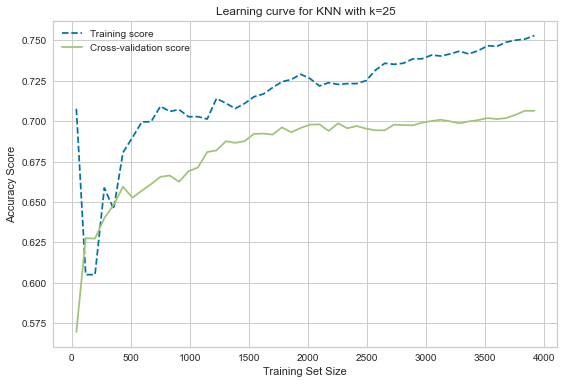 Learning curve for KNN with k=25
Training score
Cross-validation score
Accuracy Score
0.750
0.725
0.700
0.675
0.650
0.625
0.600
0.575
0 500 1000 1500 2000 2500 3000 3500 4000
Training Set Size